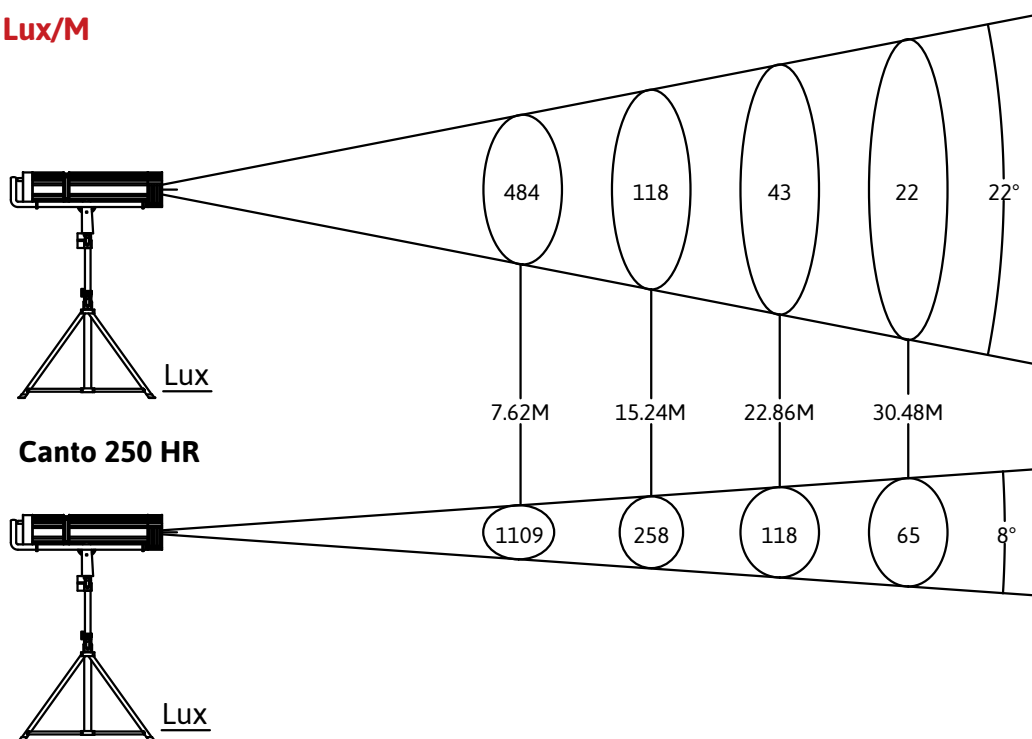 Lux/M
484 118 43 22 22°
Lux
7.62M 15.24M 22.86M 30.48M
Canto 250 HR
1109 258 118 65 8°
Lux